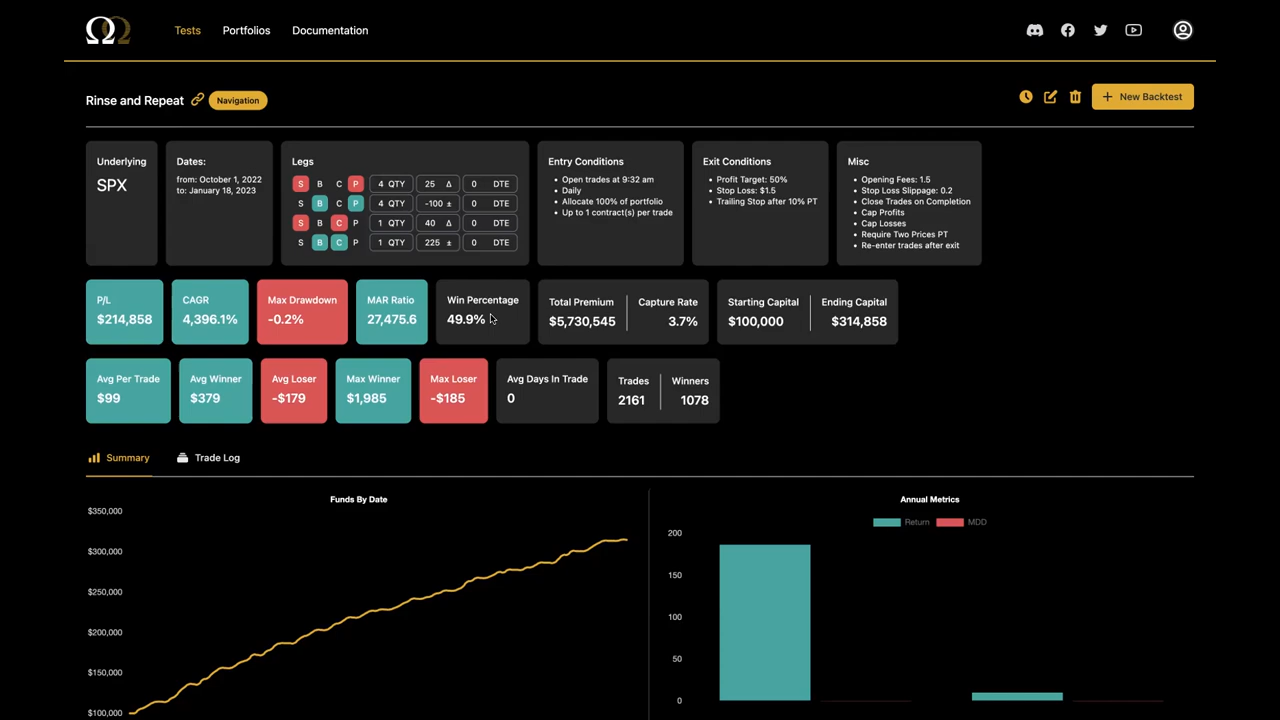 ΩΩ
Tests Portfolios Documentation
Rinse and Repeat Navigation
+ New Backtest
Underlying
SPX
Dates:
from: October 1, 2022
to: January 18, 2023
Legs
S B C P 4 QTY 25 Δ 0 DTE
S B C P 4 QTY -100 ± 0 DTE
S B C P 1 QTY 40 Δ 0 DTE
S B C P 1 QTY 225 ± 0 DTE
Entry Conditions
• Open trades at 9:32 am
• Daily
• Allocate 100% of portfolio
• Up to 1 contract(s) per trade
Exit Conditions
• Profit Target: 50%
• Stop Loss: $1.5
• Trailing Stop after 10% PT
Misc
• Opening Fees: 1.5
• Stop Loss Slippage: 0.2
• Close Trades on Completion
• Cap Profits
• Cap Losses
• Require Two Prices PT
• Re-enter trades after exit
P/L
$214,858
CAGR
4,396.1%
Max Drawdown
-0.2%
MAR Ratio
27,475.6
Win Percentage
49.9%
Total Premium
$5,730,545
Capture Rate
3.7%
Starting Capital
$100,000
Ending Capital
$314,858
Avg Per Trade
$99
Avg Winner
$379
Avg Loser
-$179
Max Winner
$1,985
Max Loser
-$185
Avg Days In Trade
0
Trades
2161
Winners
1078
Summary Trade Log
Funds By Date
$350,000
$300,000
$250,000
$200,000
$150,000
$100,000
Annual Metrics
Return MDD
200
150
100
50
0